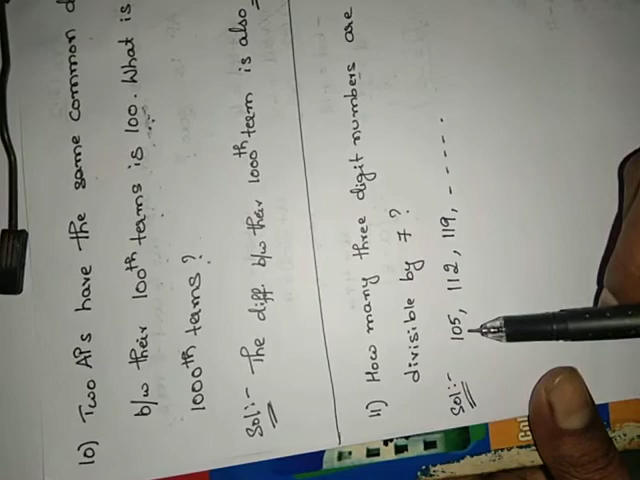 10) Two APs have the same common d
b/w their 100th terms is 100. What is
1000th terms?
Sol:- The diff b/w their 1000th term is also
11) How many three digit numbers are
divisible by 7?
Sol:- 105, 112, 119, - - - - -